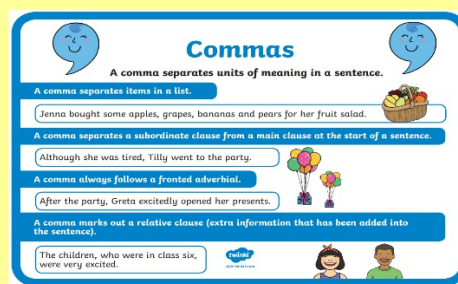 Commas
A comma separates units of meaning in a sentence.
A comma separates items in a list.
Jenna bought some apples, grapes, bananas and pears for her fruit salad.
A comma separates a subordinate clause from a main clause at the start of a sentence.
Although she was tired, Tilly went to the party.
A comma always follows a fronted adverbial.
After the party, Greta excitedly opened her presents.
A comma marks out a relative clause (extra information that has been added into
the sentence).
The children, who were in class six,
were very excited.
twinkl